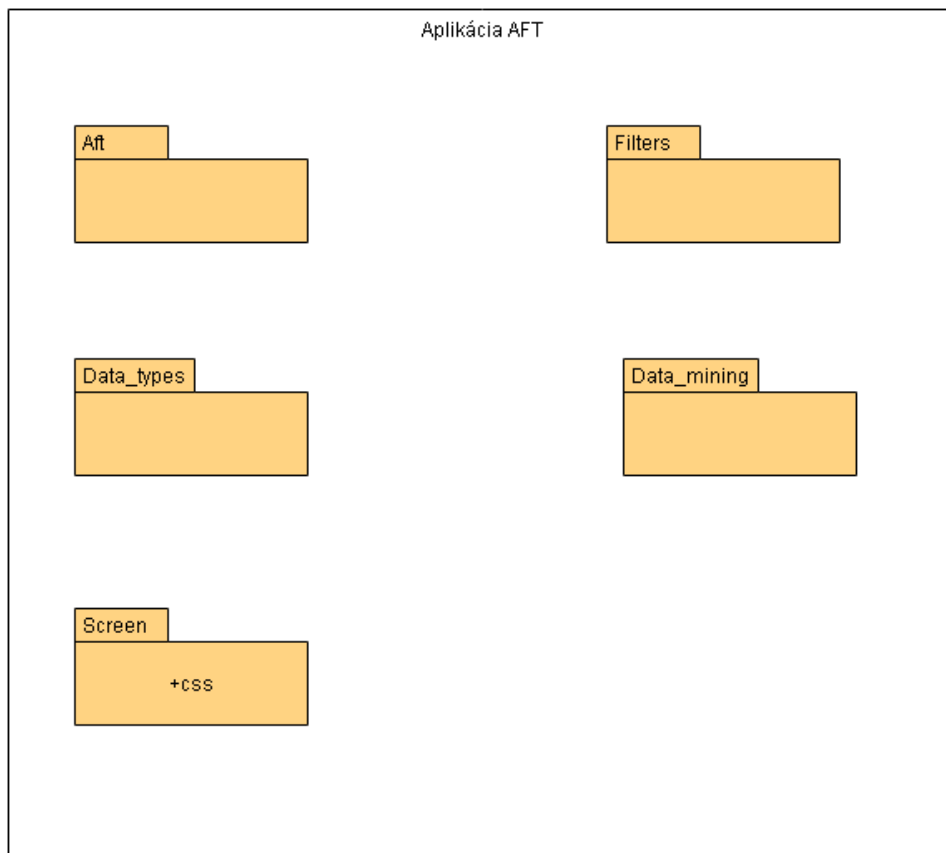 Aplikácia AFT
Aft
Filters
Data_types
Data_mining
Screen
+css